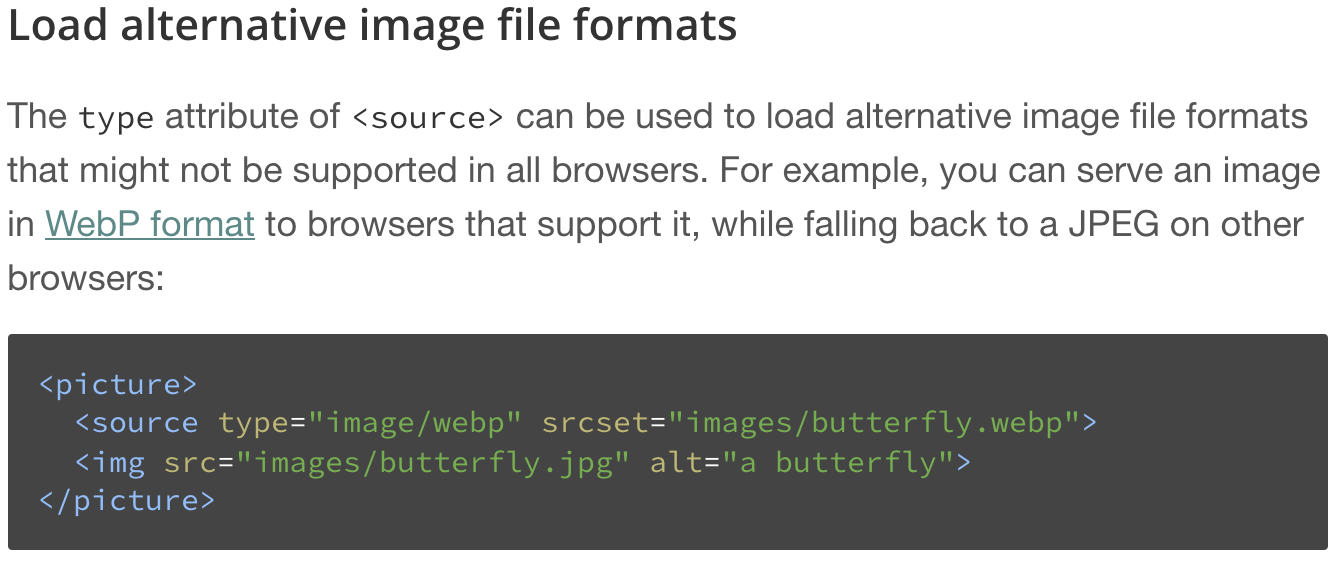 Load alternative image file formats
The type attribute of <source> can be used to load alternative image file formats
that might not be supported in all browsers. For example, you can serve an image
in WebP format to browsers that support it, while falling back to a JPEG on other
browsers:
<picture>
  <source type="image/webp" srcset="images/butterfly.webp">
  <img src="images/butterfly.jpg" alt="a butterfly">
</picture>